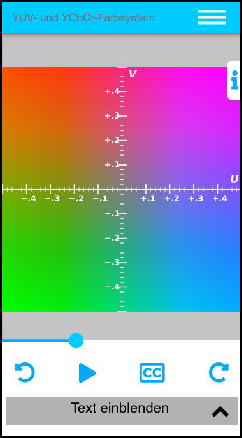 YUV- und YCbCr-Farbsystem
V
+.4
+.3
+.2
+.1
U
-.4 -.3 -.2 -.1 +.1 +.2 +.3 +.4
-.1
-.2
-.3
-.4
i
CC
Text einblenden